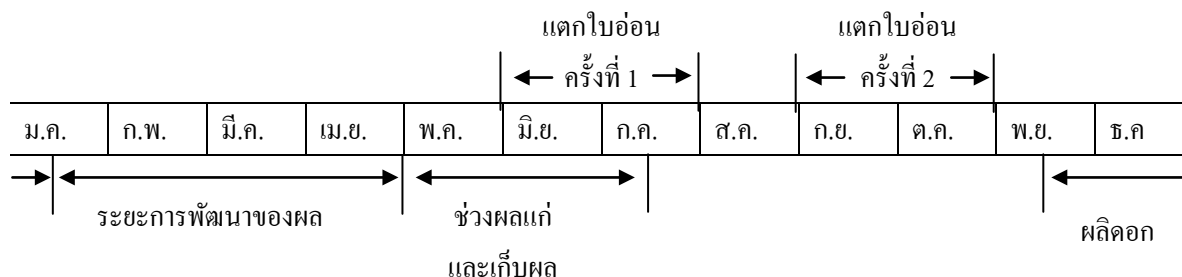 แตกใบอ่อน แตกใบอ่อน
ครั้งที่ 1 ครั้งที่ 2
ม.ค. ก.พ. มี.ค. เม.ย. พ.ค. มิ.ย. ก.ค. ส.ค. ก.ย. ต.ค. พ.ย. ธ.ค
ระยะการพัฒนาของผล ช่วงผลแก่ ผลิดอก
และเก็บผล